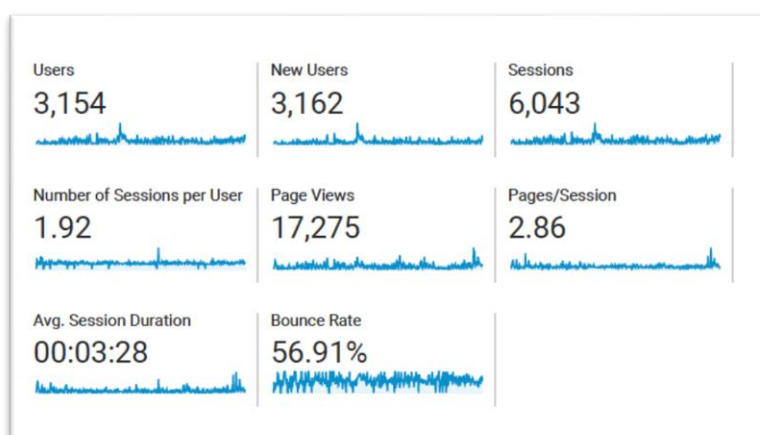 Users
3,154
New Users
3,162
Sessions
6,043
Number of Sessions per User
1.92
Page Views
17,275
Pages/Session
2.86
Avg. Session Duration
00:03:28
Bounce Rate
56.91%